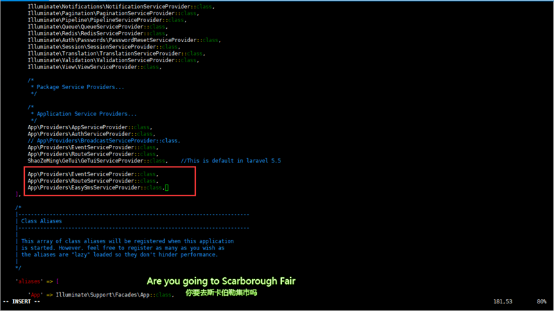 Illuminate\Notifications\NotificationServiceProvider::class,
Illuminate\Pagination\PaginationServiceProvider::class,
Illuminate\Pipeline\PipelineServiceProvider::class,
Illuminate\Queue\QueueServiceProvider::class,
Illuminate\Redis\RedisServiceProvider::class,
Illuminate\Auth\Passwords\PasswordResetServiceProvider::class,
Illuminate\Session\SessionServiceProvider::class,
Illuminate\Translation\TranslationServiceProvider::class,
Illuminate\Validation\ValidationServiceProvider::class,
Illuminate\View\ViewServiceProvider::class,
/*
* Package Service Providers...
*/
/*
* Application Service Providers...
*/
App\Providers\AppServiceProvider::class,
App\Providers\AuthServiceProvider::class,
// App\Providers\BroadcastServiceProvider::class,
App\Providers\EventServiceProvider::class,
App\Providers\RouteServiceProvider::class,
ShaoZeMing\GeTui\GeTuiServiceProvider::class, //This is default in laravel 5.5
App\Providers\EventServiceProvider::class,
App\Providers\RouteServiceProvider::class,
App\Providers\EasySmsServiceProvider::class,
],
/*
|--------------------------------------------------------------------------
| Class Aliases
|--------------------------------------------------------------------------
|
| This array of class aliases will be registered when this application
| is started. However, feel free to register as many as you wish as
| the aliases are "lazy" loaded so they don't hinder performance.
|
*/
'aliases' => [
'App' => Illuminate\Support\Facades\App::class,
Are you going to Scarborough Fair
你要去斯卡伯勒集市吗
-- INSERT -- 181,53 80%